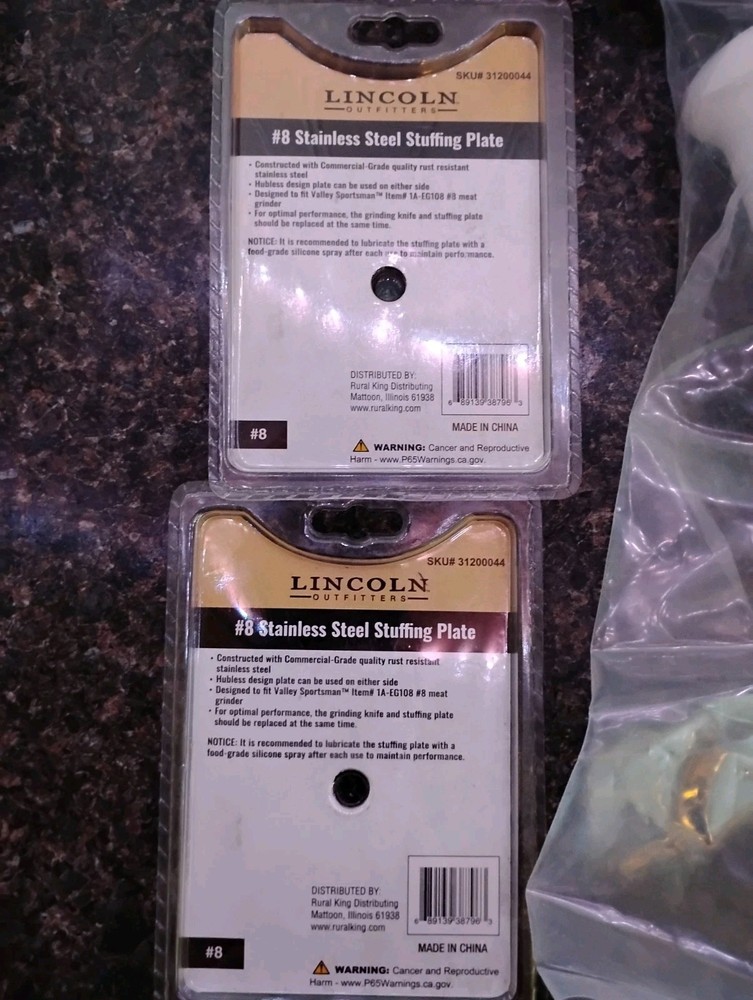 SKU# 31200044
LINCOLN
OUTFITTERS
#8 Stainless Steel Stuffing Plate
• Constructed with Commercial-Grade quality rust resistant
stainless steel
• Hubless design plate can be used on either side
• Designed to fit Valley Sportsman™ Item# 1A-EG108 #8 meat
grinder
• For optimal performance, the grinding knife and stuffing plate
should be replaced at the same time.
NOTICE: It is recommended to lubricate the stuffing plate with a
food-grade silicone spray after each use to maintain performance.
DISTRIBUTED BY:
Rural King Distributing
Mattoon, Illinois 61938
www.ruralking.com
6 89139 38796 3
MADE IN CHINA
#8
WARNING: Cancer and Reproductive
Harm - www.P65Warnings.ca.gov
SKU# 31200044
LINCOLN
OUTFITTERS
#8 Stainless Steel Stuffing Plate
• Constructed with Commercial-Grade quality rust resistant
stainless steel
• Hubless design plate can be used on either side
• Designed to fit Valley Sportsman™ Item# 1A-EG108 #8 meat
grinder
• For optimal performance, the grinding knife and stuffing plate
should be replaced at the same time.
NOTICE: It is recommended to lubricate the stuffing plate with a
food-grade silicone spray after each use to maintain performance.
DISTRIBUTED BY:
Rural King Distributing
Mattoon, Illinois 61938
www.ruralking.com
6 89139 38796 3
MADE IN CHINA
#8
WARNING: Cancer and Reproductive
Harm - www.P65Warnings.ca.gov